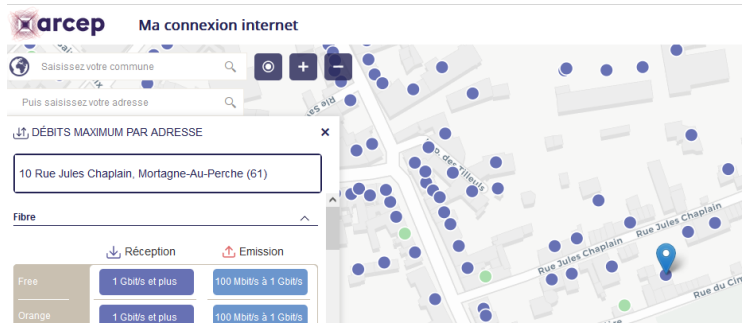 arcep
Ma connexion internet
Saisissez votre commune
Puis saisissez votre adresse
DÉBITS MAXIMUM PAR ADRESSE
×
10 Rue Jules Chaplain, Mortagne-Au-Perche (61)
Fibre
Réception
Emission
Free
1 Gbit/s et plus
100 Mbit/s à 1 Gbit/s
Orange
1 Gbit/s et plus
100 Mbit/s à 1 Gbit/s
+
−
des Tilleuls
Rue Jules Chaplain
Rue Jules Chaplain
Rue du Cim